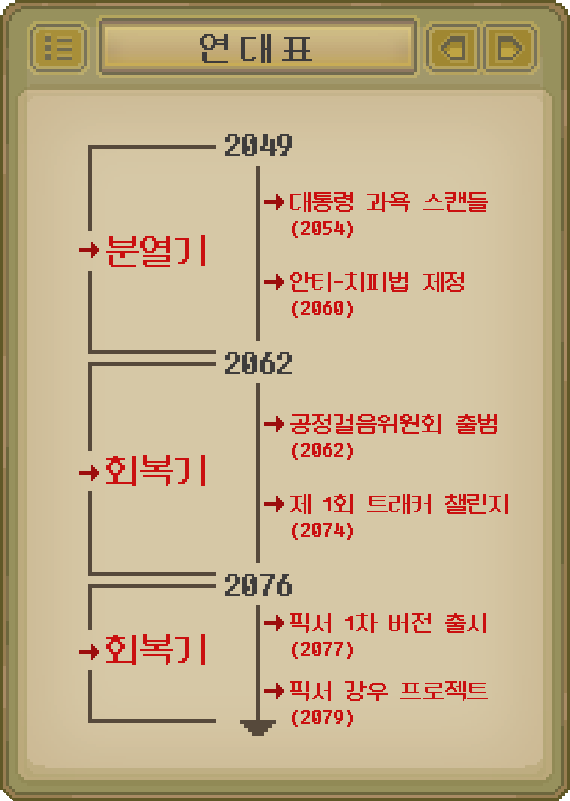 연대표
2049
대통령 과욕 스캔들
(2054)
분열기
안티-치피법 제정
(2060)
2062
공정걸음위원회 출범
(2062)
회복기
제 1회 트래커 챌린지
(2074)
2076
픽서 1차 버전 출시
(2077)
회복기
픽서 강우 프로젝트
(2079)